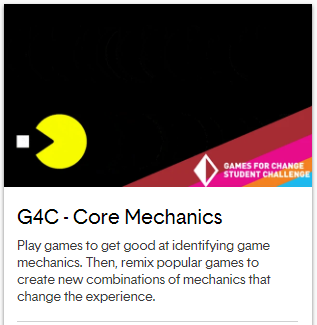 GAMES FOR CHANGE
STUDENT CHALLENGE
G4C - Core Mechanics
Play games to get good at identifying game
mechanics. Then, remix popular games to
create new combinations of mechanics that
change the experience.